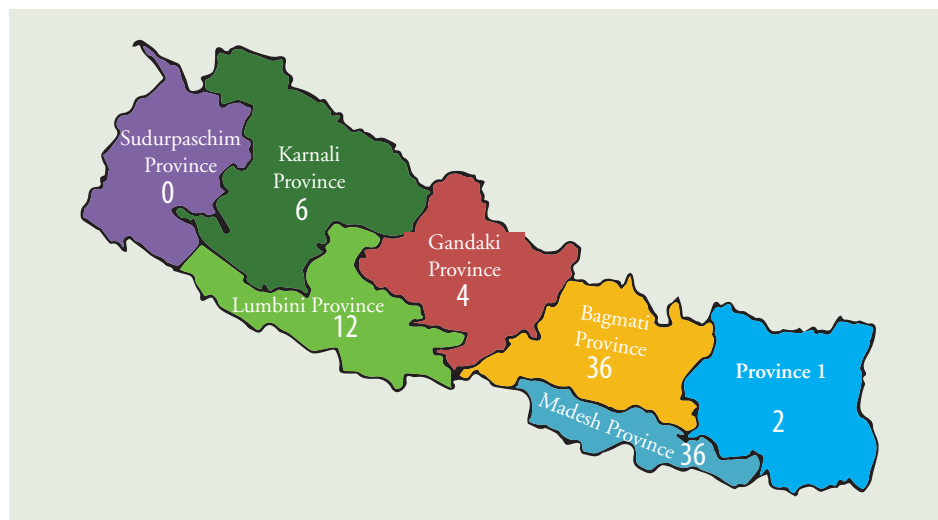 Sudurpaschim
Province
0
Karnali
Province
6
Gandaki
Province
4
Lumbini Province
12
Bagmati
Province
36
Province 1
2
Madesh Province 36